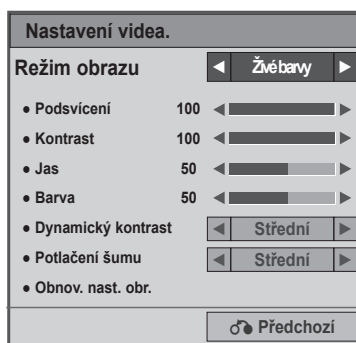 Nastavení videa.
Režim obrazu ◄ Živé barvy ►
● Podsvícení 100
● Kontrast 100
● Jas 50
● Barva 50
● Dynamický kontrast ◄ Střední ►
● Potlačení šumu ◄ Střední ►
● Obnov. nast. obr.
Předchozí